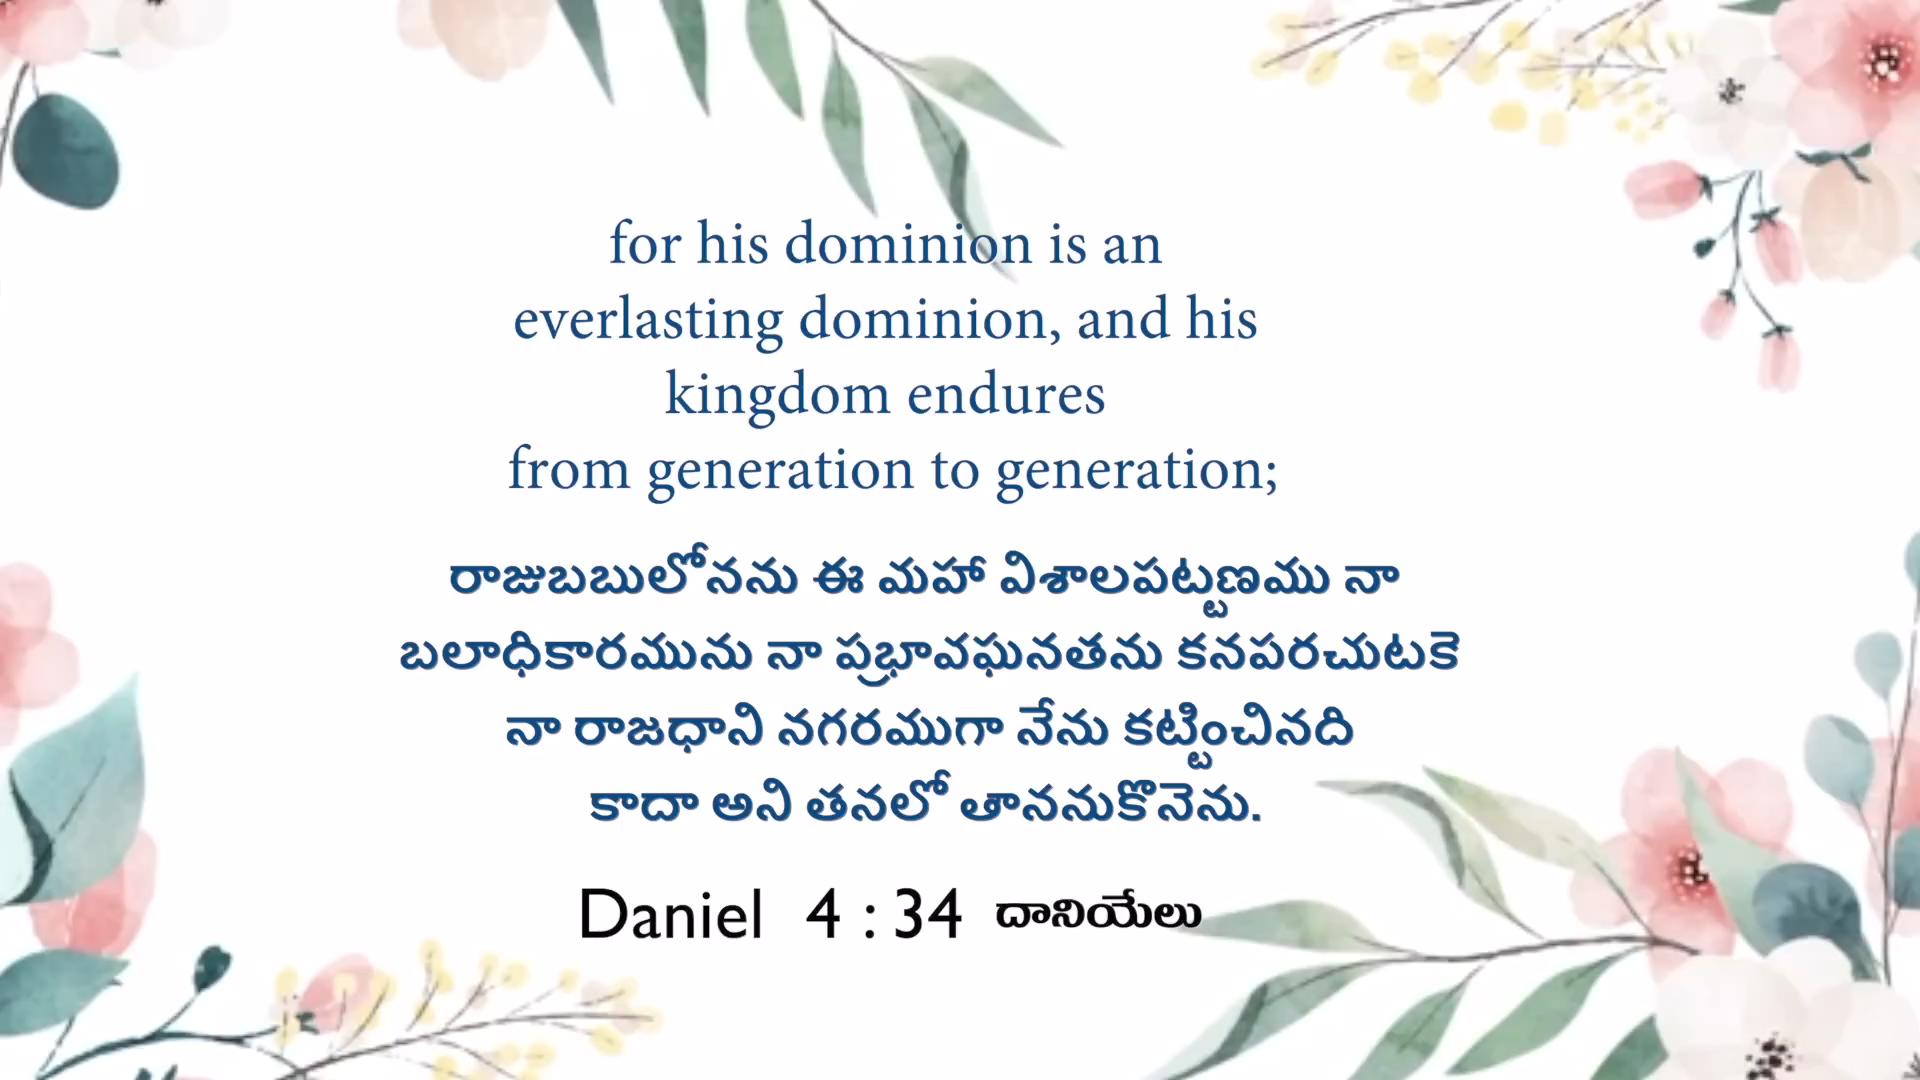 for his dominion is an
everlasting dominion, and his
kingdom endures
from generation to generation;
రాజుబబులోనను ఈ మహా విశాలపట్టణము నా
బలాధికారమును నా ప్రభావఘనతను కనపరచుటకె
నా రాజధాని నగరముగా నేను కట్టించినది
కాదా అని తనలో తాననుకొనెను.
Daniel 4 : 34 దానియేలు